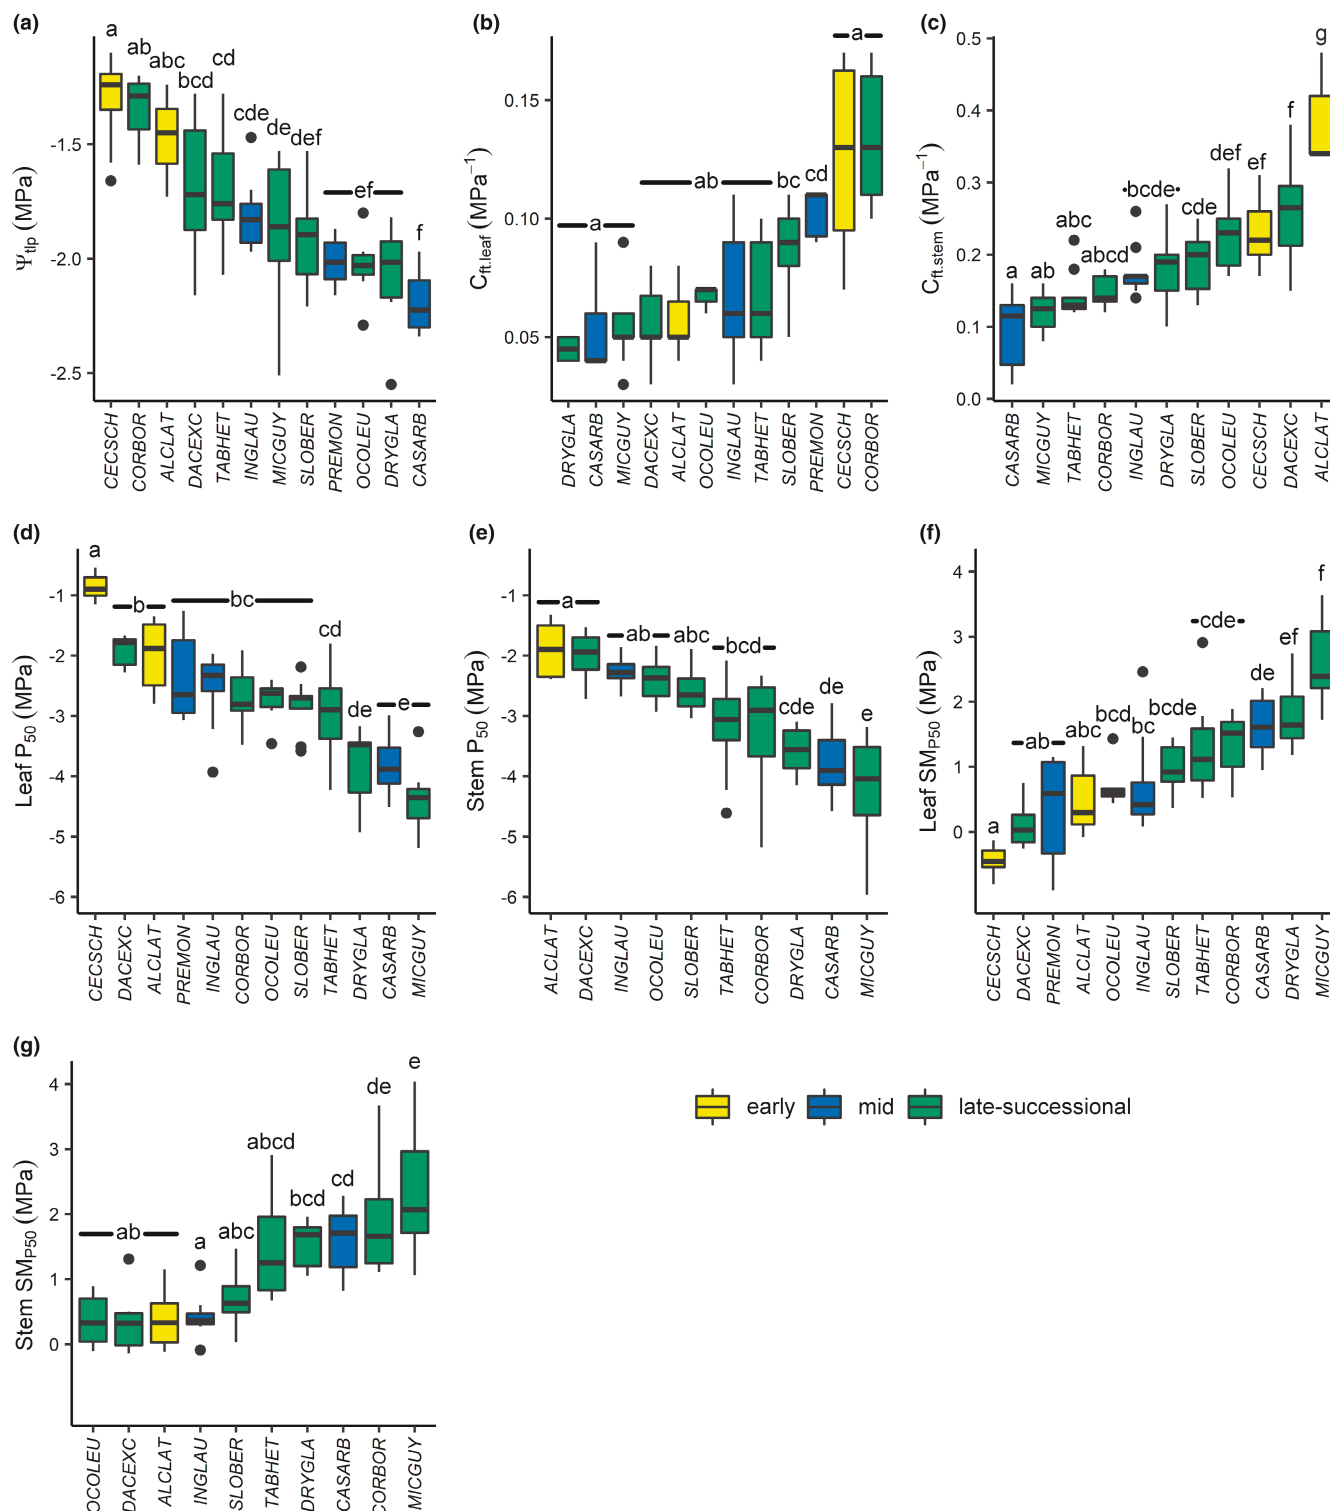 (a)
a
ab
abc
bcd
cd
cde
de
def
ef
f
Ψtlp (MPa)
-1.5
-2.0
-2.5
CECSCH
CORBOR
ALCLAT
DACEXC
TABHET
INGLAU
MICGUY
SLOBER
PREMON
OCOLEU
DRYGLA
CASARB
(b)
a
a
ab
bc
cd
Cft.leaf (MPa−1)
0.15
0.10
0.05
DRYGLA
CASARB
MICGUY
DACEXC
ALCLAT
OCOLEU
INGLAU
TABHET
SLOBER
PREMON
CECSCH
CORBOR
(c)
a
ab
abc
abcd
bcde
cde
def
ef
f
g
Cft.stem (MPa−1)
0.5
0.4
0.3
0.2
0.1
0.0
CASARB
MICGUY
TABHET
CORBOR
INGLAU
DRYGLA
SLOBER
OCOLEU
CECSH
DACEXC
ALCLAT
(d)
a
b
bc
cd
de
e
Leaf P50 (MPa)
-1
-2
-3
-4
-5
-6
CECSCH
DACEXC
ALCLAT
PREMON
INGLAU
CORBOR
OCOLEU
SLOBER
TABHET
DRYGLA
CASARB
MICGUY
(e)
a
ab
abc
bcd
cde
de
e
Stem P50 (MPa)
-1
-2
-3
-4
-5
-6
ALCLAT
DACEXC
INGLAU
OCOLEU
SLOBER
TABHET
CORBOR
DRYGLA
CASARB
MICGUY
(f)
a
ab
abc
bcd
bc
bcde
cde
de
ef
f
Leaf SMP50 (MPa)
4
3
2
1
0
CECSCH
DACEXC
PREMON
ALCLAT
OCOLEU
INGLAU
SLOBER
TABHET
CORBOR
CASARB
DRYGLA
MICGUY
(g)
ab
a
abc
abcd
bcd
cd
de
e
Stem SMP50 (MPa)
4
3
2
1
0
OCOLEU
DACEXC
ALCLAT
INGLAU
SLOBER
TABHET
DRYGLA
CASARB
CORBOR
MICGUY
early mid late-successional